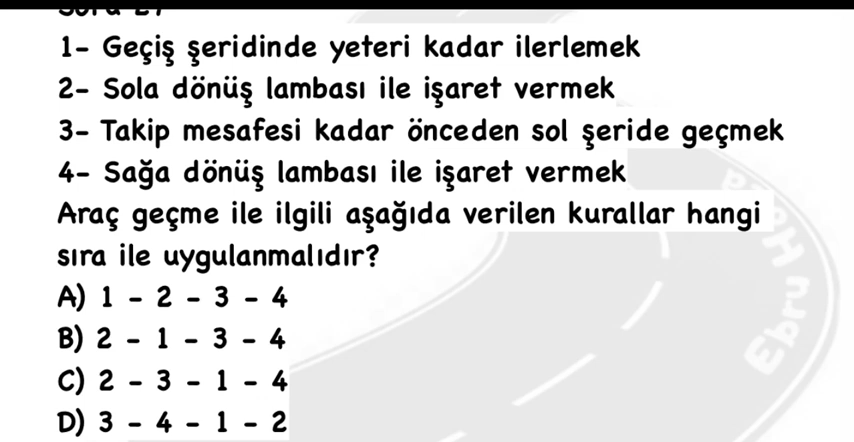 1- Geçiş şeridinde yeteri kadar ilerlemek
2- Sola dönüş lambası ile işaret vermek
3- Takip mesafesi kadar önceden sol şeride geçmek
4- Sağa dönüş lambası ile işaret vermek
Araç geçme ile ilgili aşağıda verilen kurallar hangi
sıra ile uygulanmalıdır?
A) 1 - 2 - 3 - 4
B) 2 - 1 - 3 - 4
C) 2 - 3 - 1 - 4
D) 3 - 4 - 1 - 2
Ebru Hoca